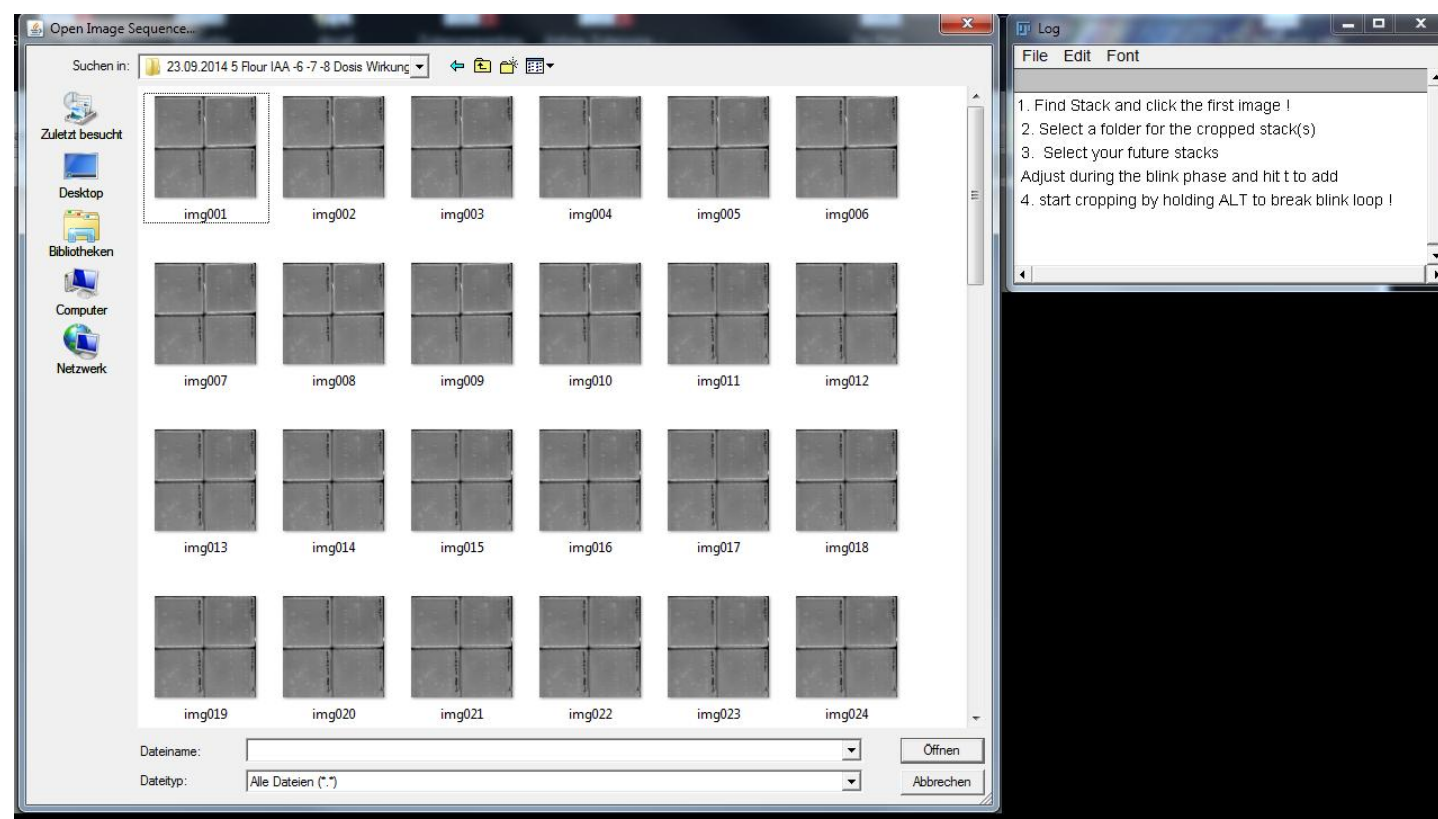 Open Image Sequence...
Suchen in:
23.09.2014 5 Flour IAA -6 -7 -8 Dosis Wirkung
Zuletzt besucht
Desktop
Bibliotheken
Computer
Netzwerk
img001 img002 img003 img004 img005 img006
img007 img008 img009 img010 img011 img012
img013 img014 img015 img016 img017 img018
img019 img020 img021 img022 img023 img024
Dateiname:
Öffnen
Dateityp:
Alle Dateien (*.*)
Abbrechen
Log
File Edit Font
1. Find Stack and click the first image !
2. Select a folder for the cropped stack(s)
3. Select your future stacks
Adjust during the blink phase and hit t to add
4. start cropping by holding ALT to break blink loop !